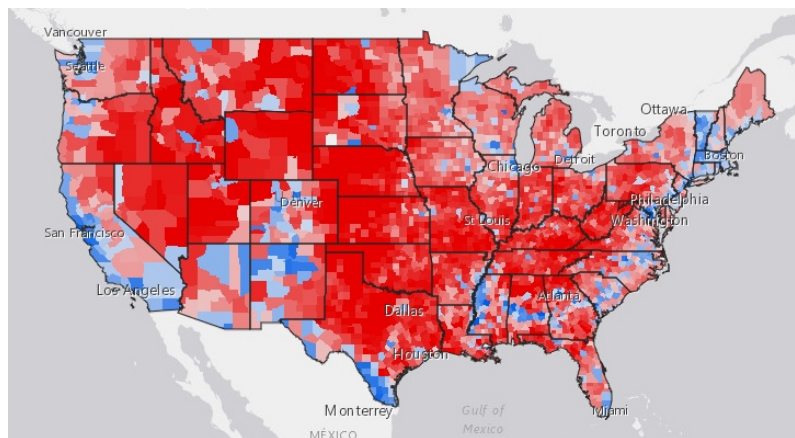 Vancouver
Seattle
Ottawa
Toronto
Boston
Chicago
Detroit
Philadelphia
Denver
St Louis
Washington
San Francisco
Los Angeles
Atlanta
Dallas
Houston
Monterrey
Gulf of
Mexico
Miami
MÉXICO